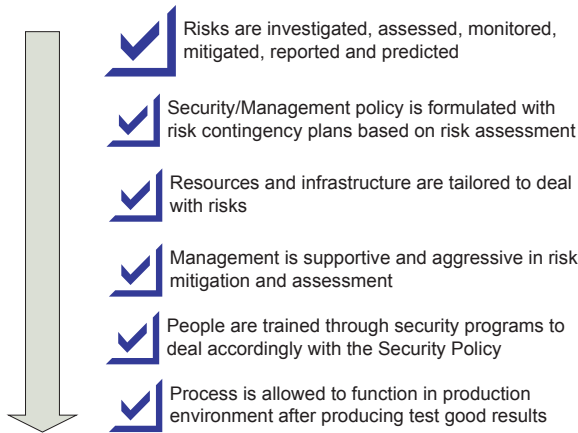 Risks are investigated, assessed, monitored,
mitigated, reported and predicted
Security/Management policy is formulated with
risk contingency plans based on risk assessment
Resources and infrastructure are tailored to deal
with risks
Management is supportive and aggressive in risk
mitigation and assessment
People are trained through security programs to
deal accordingly with the Security Policy
Process is allowed to function in production
environment after producing test good results